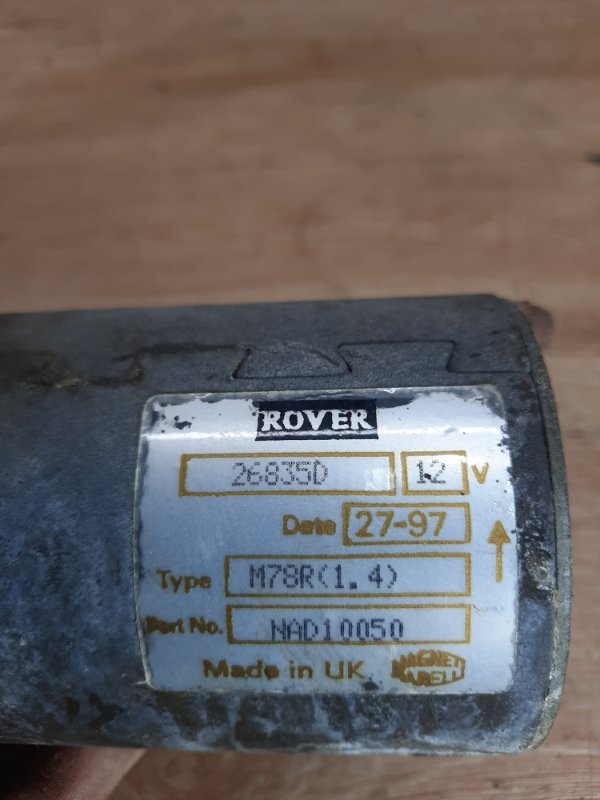 ROVER
26835D 12 V
Date 27-97
Type M78R(1.4)
Part No. NAD10050
Made in UK MAGNETI
MARELLI